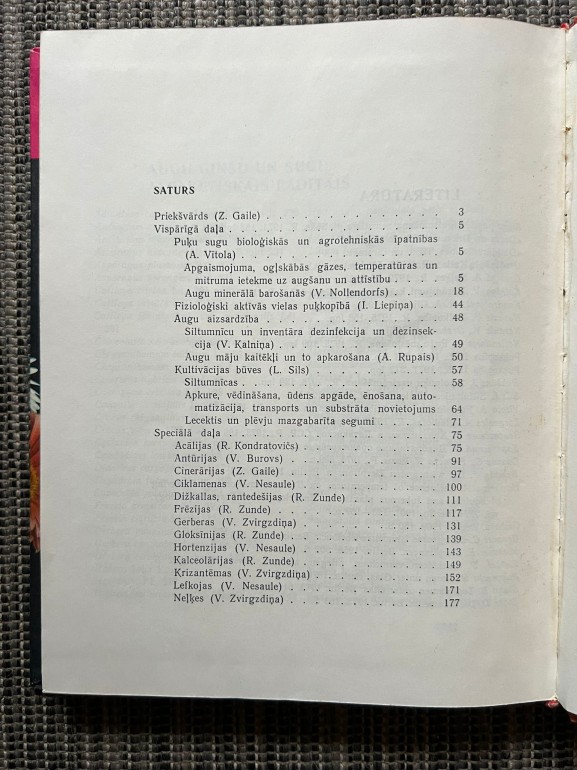 SATURS
Priekšvārds (Z. Gaile) . . . . . . . . . . . . . 3
Vispārīgā daļa . . . . . . . . . . . . . . . . 5
Puķu sugu bioloģiskās un agrotehniskās īpatnības
(A. Vītola) . . . . . . . . . . . . . . . . 5
Apgaismojuma, ogļskābās gāzes, temperatūras un
mitruma ietekme uz augšanu un attīstību . . . . 5
Augu minerālā barošanās (V. Nollendorfs) . . . . 18
Fizioloģiski aktīvās vielas puķkopībā (I. Liepiņa) . . 44
Augu aizsardzība . . . . . . . . . . . . . . 48
Siltumnīcu un inventāra dezinfekcija un dezinsek-
cija (V. Kalniņa) . . . . . . . . . . . . . 49
Augu māju kaitēkļi un to apkarošana (A. Rupais) 50
Kultivācijas būves (L. Sils) . . . . . . . . . . 57
Siltumnīcas . . . . . . . . . . . . . . . . 58
Apkure, vēdināšana, ūdens apgāde, ēnošana, auto-
matizācija, transports un substrāta novietojums 64
Lecektis un plēvju mazgabarīta segumi . . . . . 71
Speciālā daļa . . . . . . . . . . . . . . . . 75
Acālijas (R. Kondratovičs) . . . . . . . . . . 75
Antūrijas (V. Burovs) . . . . . . . . . . . . 91
Cinerārijas (Z. Gaile) . . . . . . . . . . . . 97
Ciklamenas (V. Nesaule) . . . . . . . . . . . 100
Dižkallas, rantedešijas (R. Zunde) . . . . . . . 111
Frēzijas (R. Zunde) . . . . . . . . . . . . . 117
Gerberas (V. Zvirgzdiņa) . . . . . . . . . . . 131
Gloksīnijas (R. Zunde) . . . . . . . . . . . . 139
Hortenzijas (V. Nesaule) . . . . . . . . . . . 143
Kalceolārijas (R. Zunde) . . . . . . . . . . . 149
Krizantēmas (V. Zvirgzdiņa) . . . . . . . . . . 152
Lefkojas (V. Nesaule) . . . . . . . . . . . . 171
Neļķes (V. Zvirgzdiņa) . . . . . . . . . . . . 177